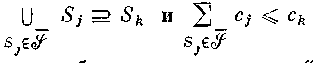 ⋃ S_j ⊇ S_k и ∑ c_j ⩽ c_k
S_j∈𝒮̅ S_j∈𝒮̅